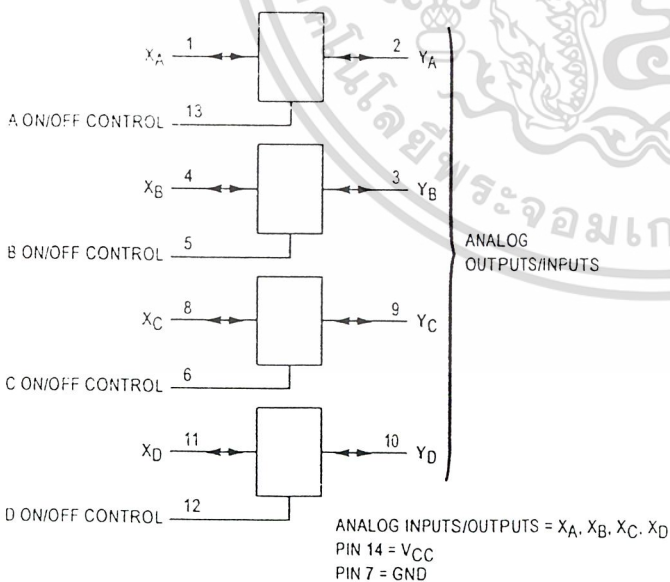 XA 1 2 YA
A ON/OFF CONTROL 13
XB 4 3 YB
B ON/OFF CONTROL 5
ANALOG
OUTPUTS/INPUTS
XC 8 9 YC
C ON/OFF CONTROL 6
XD 11 10 YD
D ON/OFF CONTROL 12
ANALOG INPUTS/OUTPUTS = XA, XB, XC, XD
PIN 14 = VCC
PIN 7 = GND